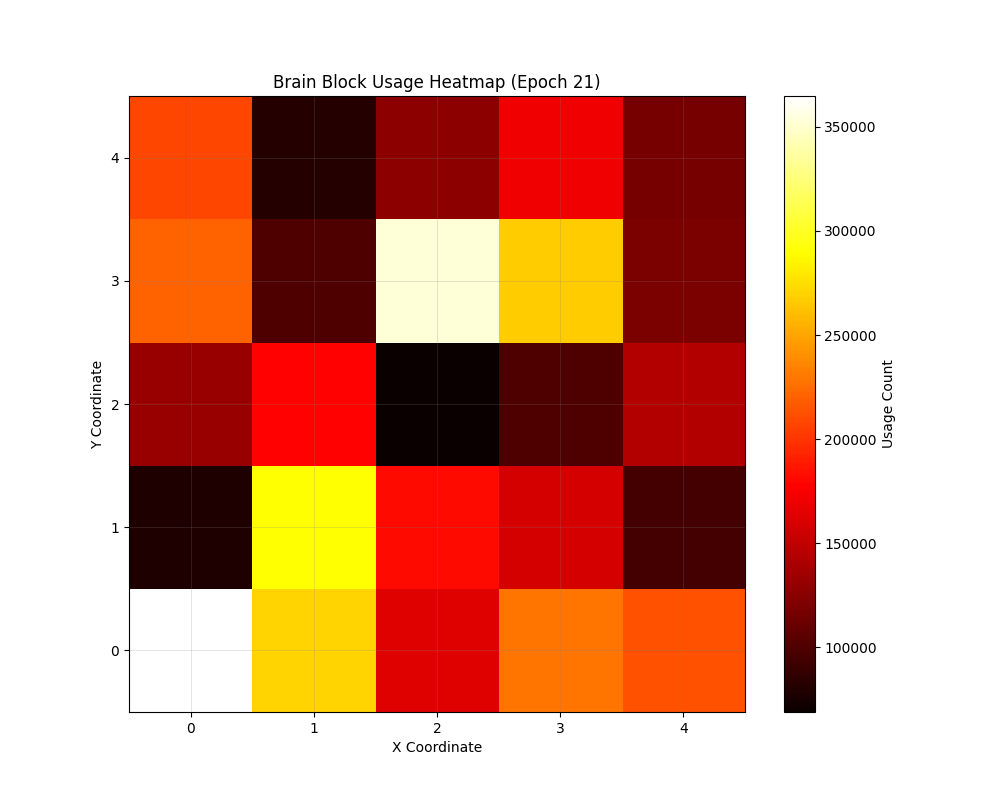 Brain Block Usage Heatmap (Epoch 21)
4
3
2
1
0
Y Coordinate
0 1 2 3 4
X Coordinate
350000
300000
250000
200000
150000
100000
Usage Count